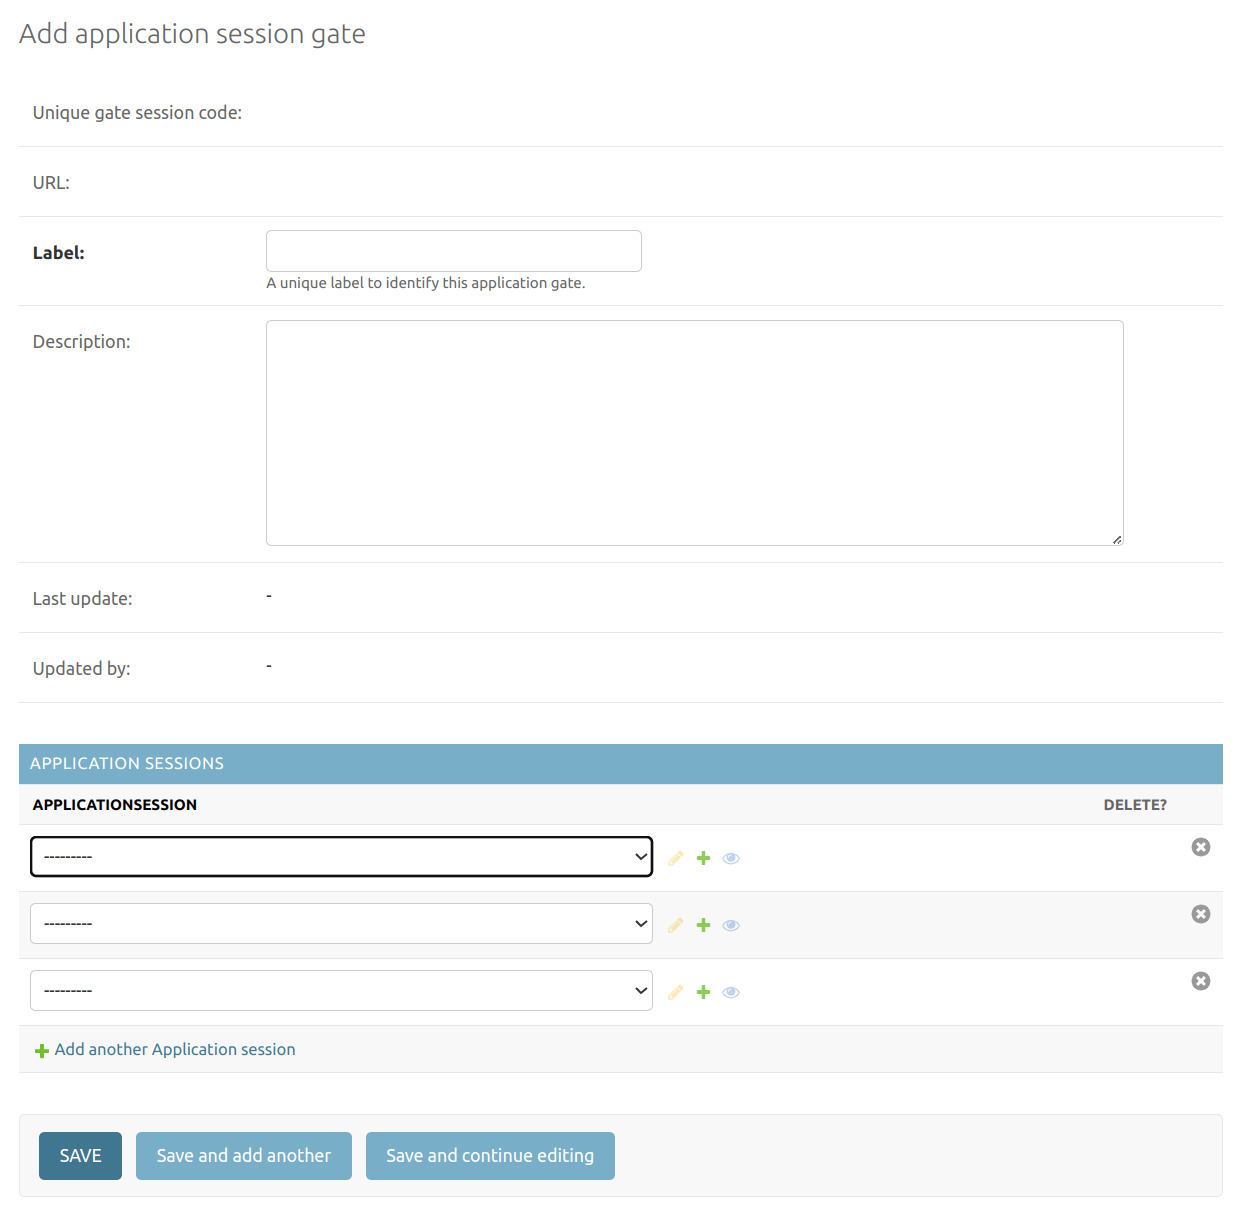 Add application session gate
Unique gate session code:
URL:
Label:
A unique label to identify this application gate.
Description:
Last update: -
Updated by: -
APPLICATION SESSIONS
APPLICATIONSESSION DELETE?
---------
---------
---------
Add another Application session
SAVE Save and add another Save and continue editing